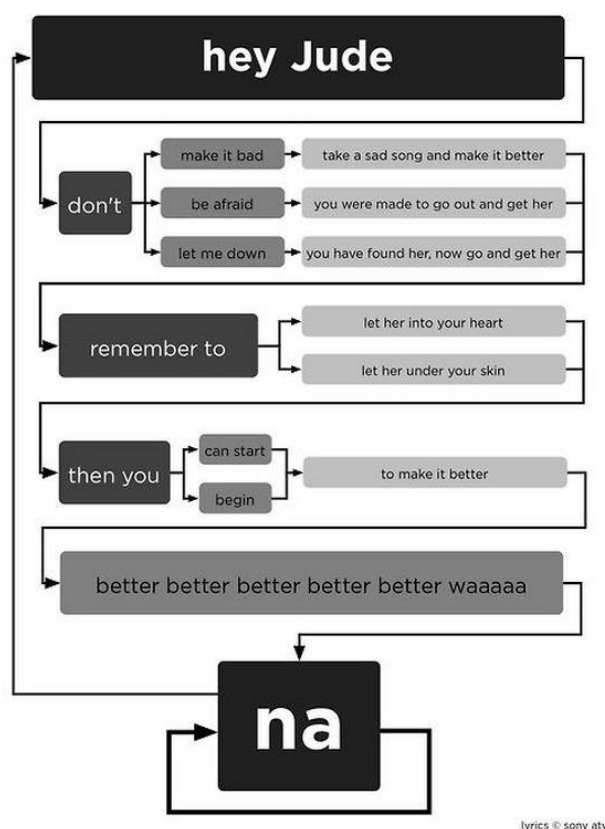 hey Jude
don't
make it bad
take a sad song and make it better
be afraid
you were made to go out and get her
let me down
you have found her, now go and get her
remember to
let her into your heart
let her under your skin
then you
can start
begin
to make it better
better better better better better waaaaa
na
lyrics © sony atv